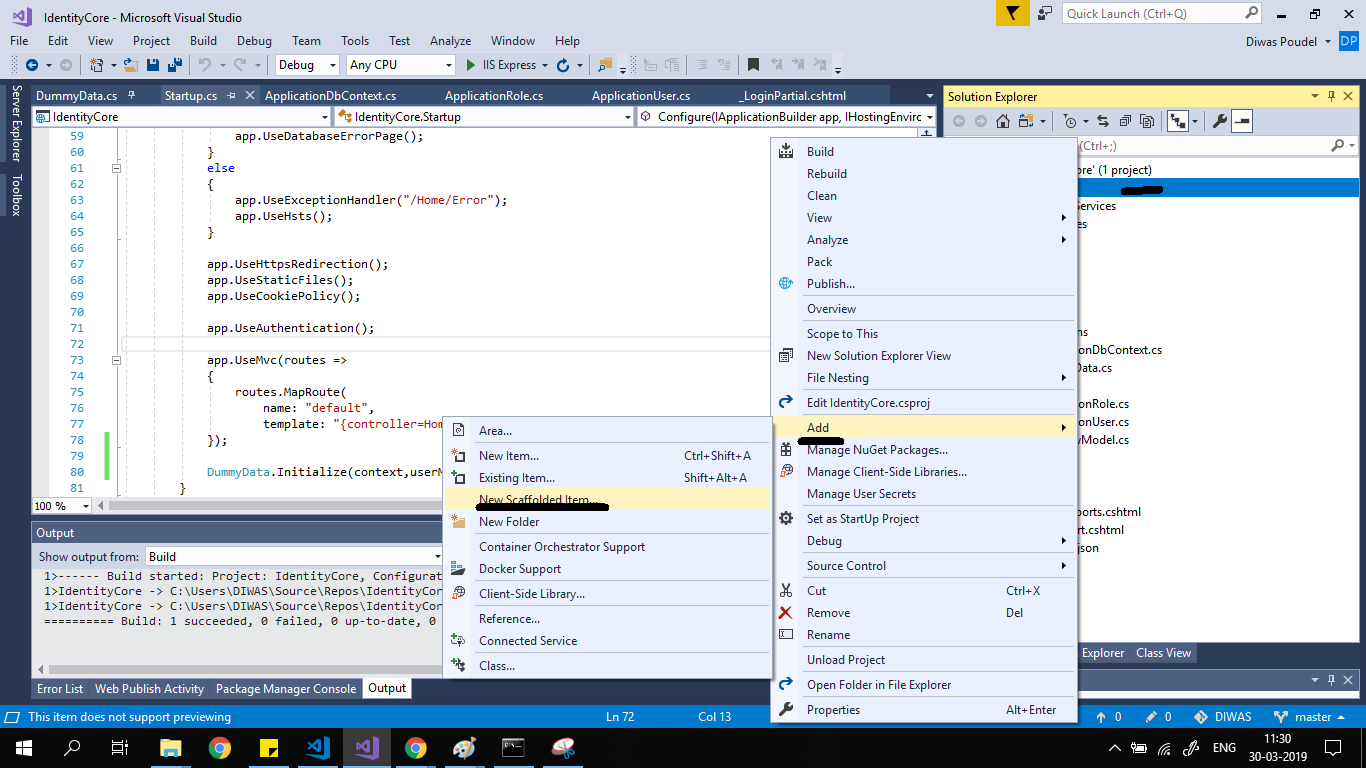 IdentityCore - Microsoft Visual Studio
Quick Launch (Ctrl+Q)
File Edit View Project Build Debug Team Tools Test Analyze Window Help
Diwas Poudel DP
Debug Any CPU IIS Express
Server Explorer
Toolbox
DummyData.cs Startup.cs ApplicationDbContext.cs ApplicationRole.cs ApplicationUser.cs _LoginPartial.cshtml
IdentityCore IdentityCore.Startup Configure(IApplicationBuilder app, IHostingEnvirc
59 app.UseDatabaseErrorPage();
60 }
61 else
62 {
63 app.UseExceptionHandler("/Home/Error");
64 app.UseHsts();
65 }
66
67 app.UseHttpsRedirection();
68 app.UseStaticFiles();
69 app.UseCookiePolicy();
70
71 app.UseAuthentication();
72
73 app.UseMvc(routes =>
74 {
75 routes.MapRoute(
76 name: "default",
77 template: "{controller=Hom
78 });
79
80 DummyData.Initialize(context,userM
81 }
100 %
Output
Show output from: Build
1>------ Build started: Project: IdentityCore, Configurat
1>IdentityCore -> C:\Users\DIWAS\Source\Repos\IdentityCor
1>IdentityCore -> C:\Users\DIWAS\Source\Repos\IdentityCor
========== Build: 1 succeeded, 0 failed, 0 up-to-date, 0
Error List Web Publish Activity Package Manager Console Output
Area...
New Item... Ctrl+Shift+A
Existing Item... Shift+Alt+A
New Scaffolded Item...
New Folder
Container Orchestrator Support
Docker Support
Client-Side Library...
Reference...
Connected Service
Class...
Build
Rebuild
Clean
View
Analyze
Pack
Publish...
Overview
Scope to This
New Solution Explorer View
File Nesting
Edit IdentityCore.csproj
Add
Manage NuGet Packages...
Manage Client-Side Libraries...
Manage User Secrets
Set as StartUp Project
Debug
Source Control
Cut Ctrl+X
Remove Del
Rename
Unload Project
Open Folder in File Explorer
Properties Alt+Enter
Solution Explorer
(Ctrl+;)
ore' (1 project)
Services
es
ns
onDbContext.cs
Data.cs
onRole.cs
onUser.cs
wModel.cs
ports.cshtml
rt.cshtml
json
Explorer Class View
This item does not support previewing Ln 72 Col 13 0 0 DIWAS master
ENG 11:30
30-03-2019